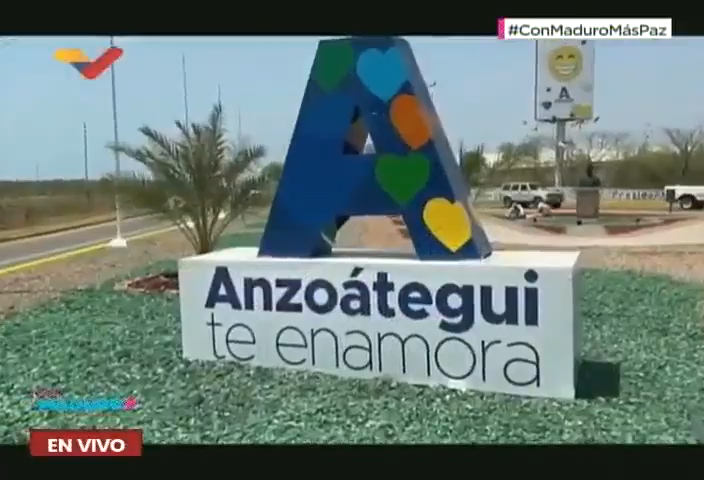 #ConMaduroMásPaz
A
A
Anzoátegui
te enamora
EN VIVO